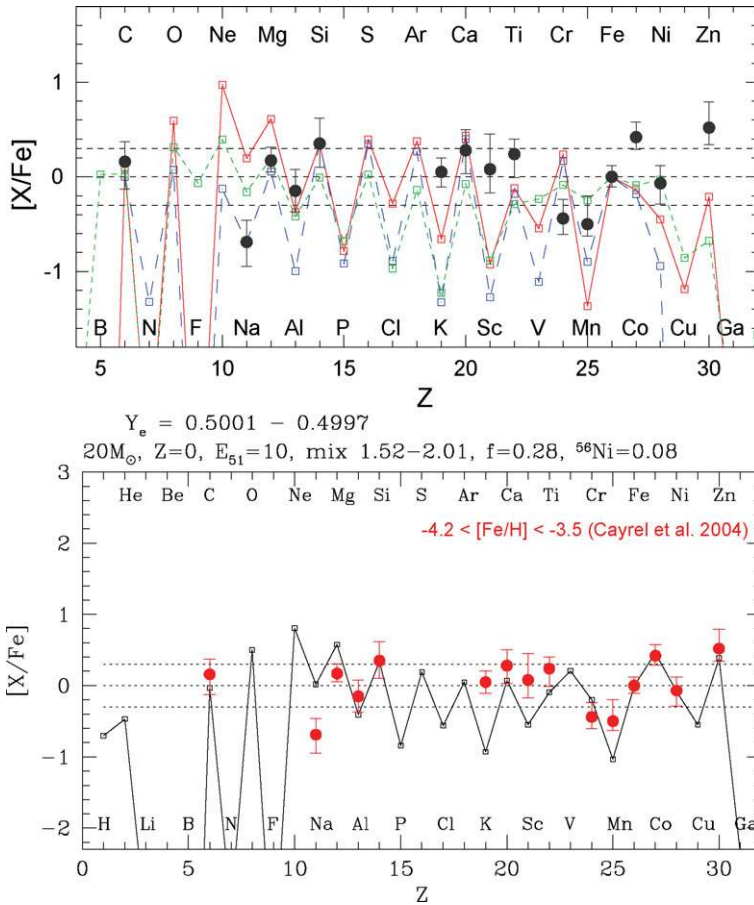 C O Ne Mg Si S Ar Ca Ti Cr Fe Ni Zn
1
0
-1
[X/Fe]
B N F Na Al P Cl K Sc V Mn Co Cu Ga
5 10 15 20 25 30
Z
Yₑ = 0.5001 − 0.4997
20M☉, Z=0, E₅₁=10, mix 1.52−2.01, f=0.28, ⁵⁶Ni=0.08
3
He Be C O Ne Mg Si S Ar Ca Ti Cr Fe Ni Zn
-4.2 < [Fe/H] < -3.5 (Cayrel et al. 2004)
2
1
0
−1
−2
[X/Fe]
H Li B N F Na Al P Cl K Sc V Mn Co Cu Ga
0 5 10 15 20 25 30
Z